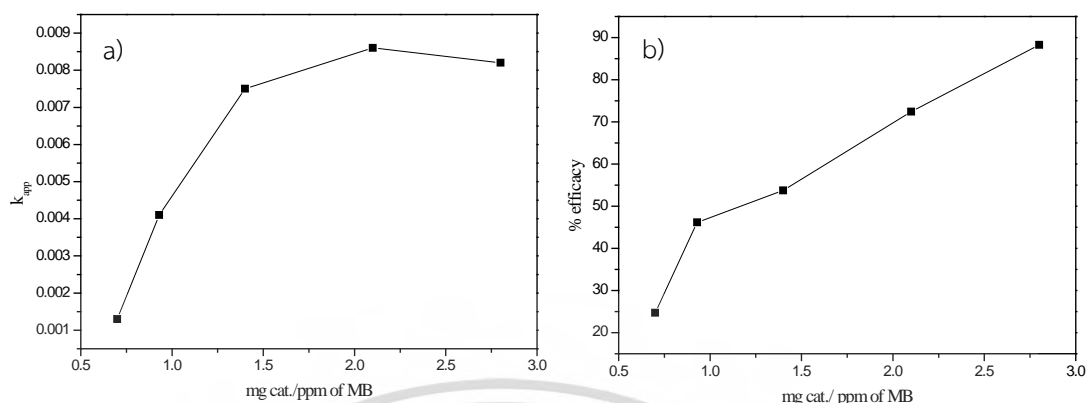 a)
0.009
0.008
0.007
0.006
0.005
0.004
0.003
0.002
0.001
k_app
0.5 1.0 1.5 2.0 2.5 3.0
mg cat./ppm of MB
b)
90
80
70
60
50
40
30
20
% efficacy
0.5 1.0 1.5 2.0 2.5 3.0
mg cat./ ppm of MB